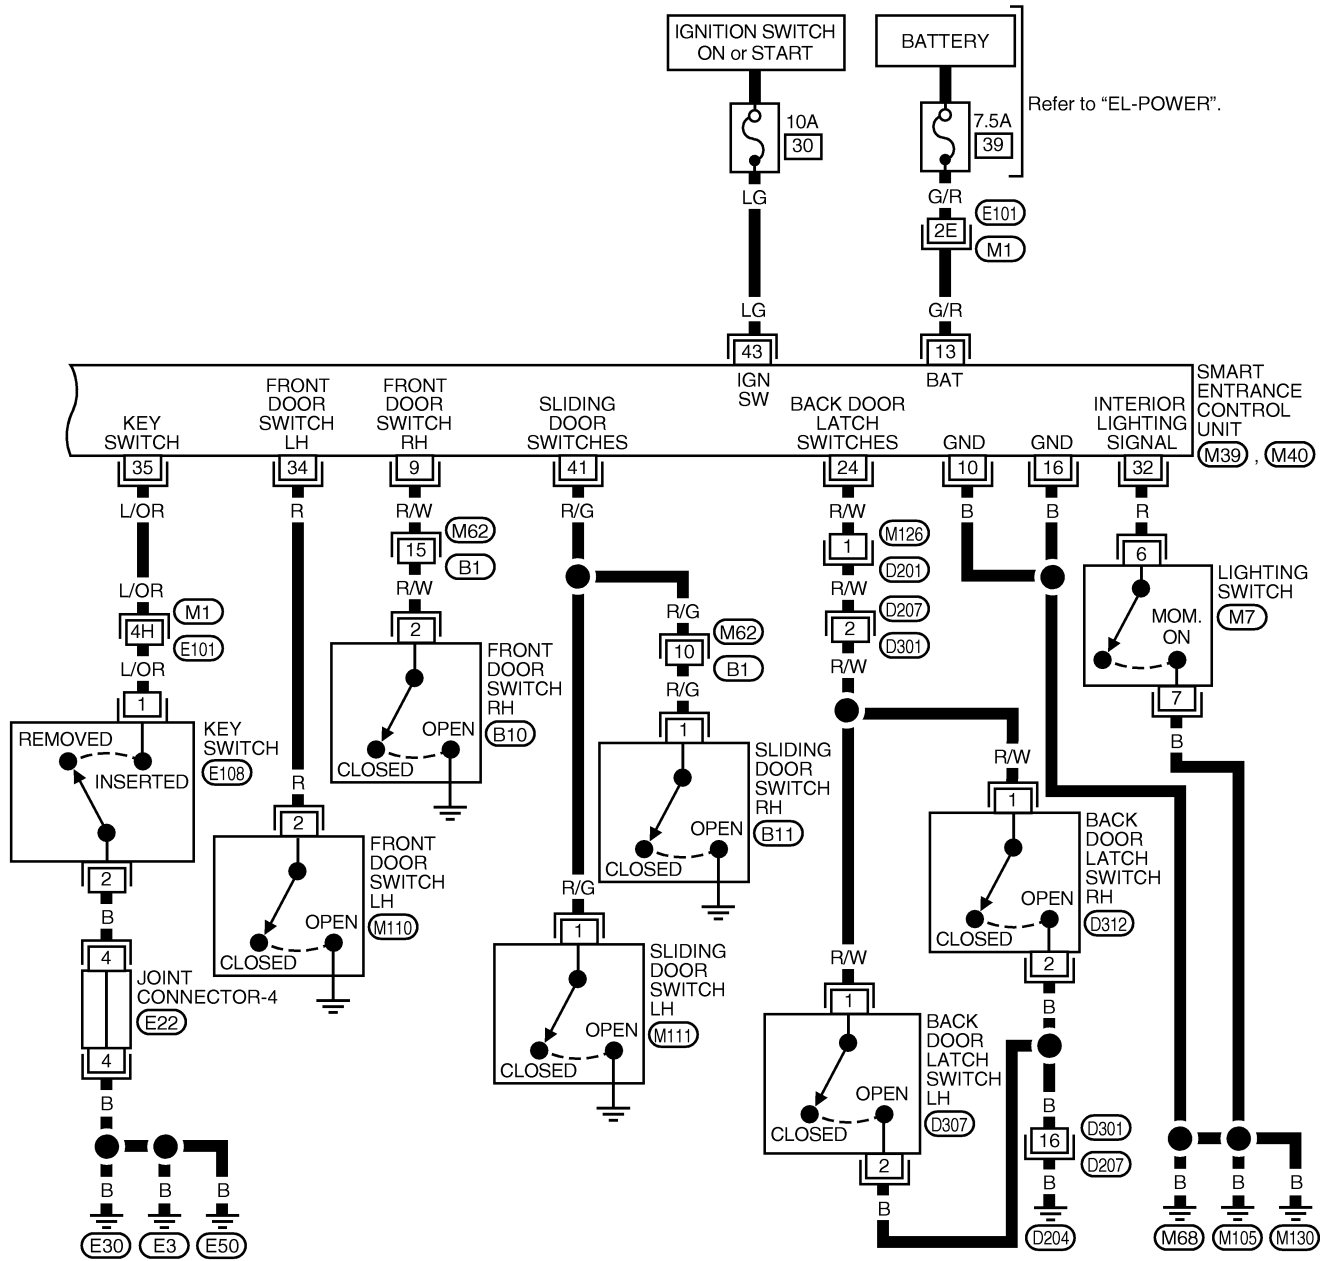 IGNITION SWITCH
ON or START
BATTERY
Refer to “EL-POWER”.
10A
30
7.5A
39
LG
G/R
2E
E101
M1
LG
G/R
43
13
IGN
SW
BAT
SMART
ENTRANCE
CONTROL
UNIT
M39 , M40
KEY
SWITCH
FRONT
DOOR
SWITCH
LH
FRONT
DOOR
SWITCH
RH
SLIDING
DOOR
SWITCHES
BACK DOOR
LATCH
SWITCHES
GND
GND
INTERIOR
LIGHTING
SIGNAL
35
34
9
41
24
10
16
32
L/OR
R
R/W
R/G
R/W
B
B
R
15
M62
B1
1
M126
D201
6
L/OR
R/W
R/W
LIGHTING
SWITCH
M7
MOM.
ON
4H
M1
E101
2
R/G
10
M62
B1
2
D207
D301
L/OR
R/G
R/W
7
1
FRONT
DOOR
SWITCH
RH
B10
OPEN
CLOSED
1
B
REMOVED
INSERTED
KEY
SWITCH
E108
R
2
SLIDING
DOOR
SWITCH
RH
B11
OPEN
CLOSED
R/W
1
2
B
FRONT
DOOR
SWITCH
LH
M110
OPEN
CLOSED
R/G
1
BACK
DOOR
LATCH
SWITCH
RH
D312
OPEN
CLOSED
2
4
JOINT
CONNECTOR-4
E22
4
SLIDING
DOOR
SWITCH
LH
M111
OPEN
CLOSED
R/W
1
B
BACK
DOOR
LATCH
SWITCH
LH
D307
OPEN
CLOSED
2
B
B
16
D301
D207
B
B
B
B
B
B
B
B
B
E30
E3
E50
D204
M68
M105
M130